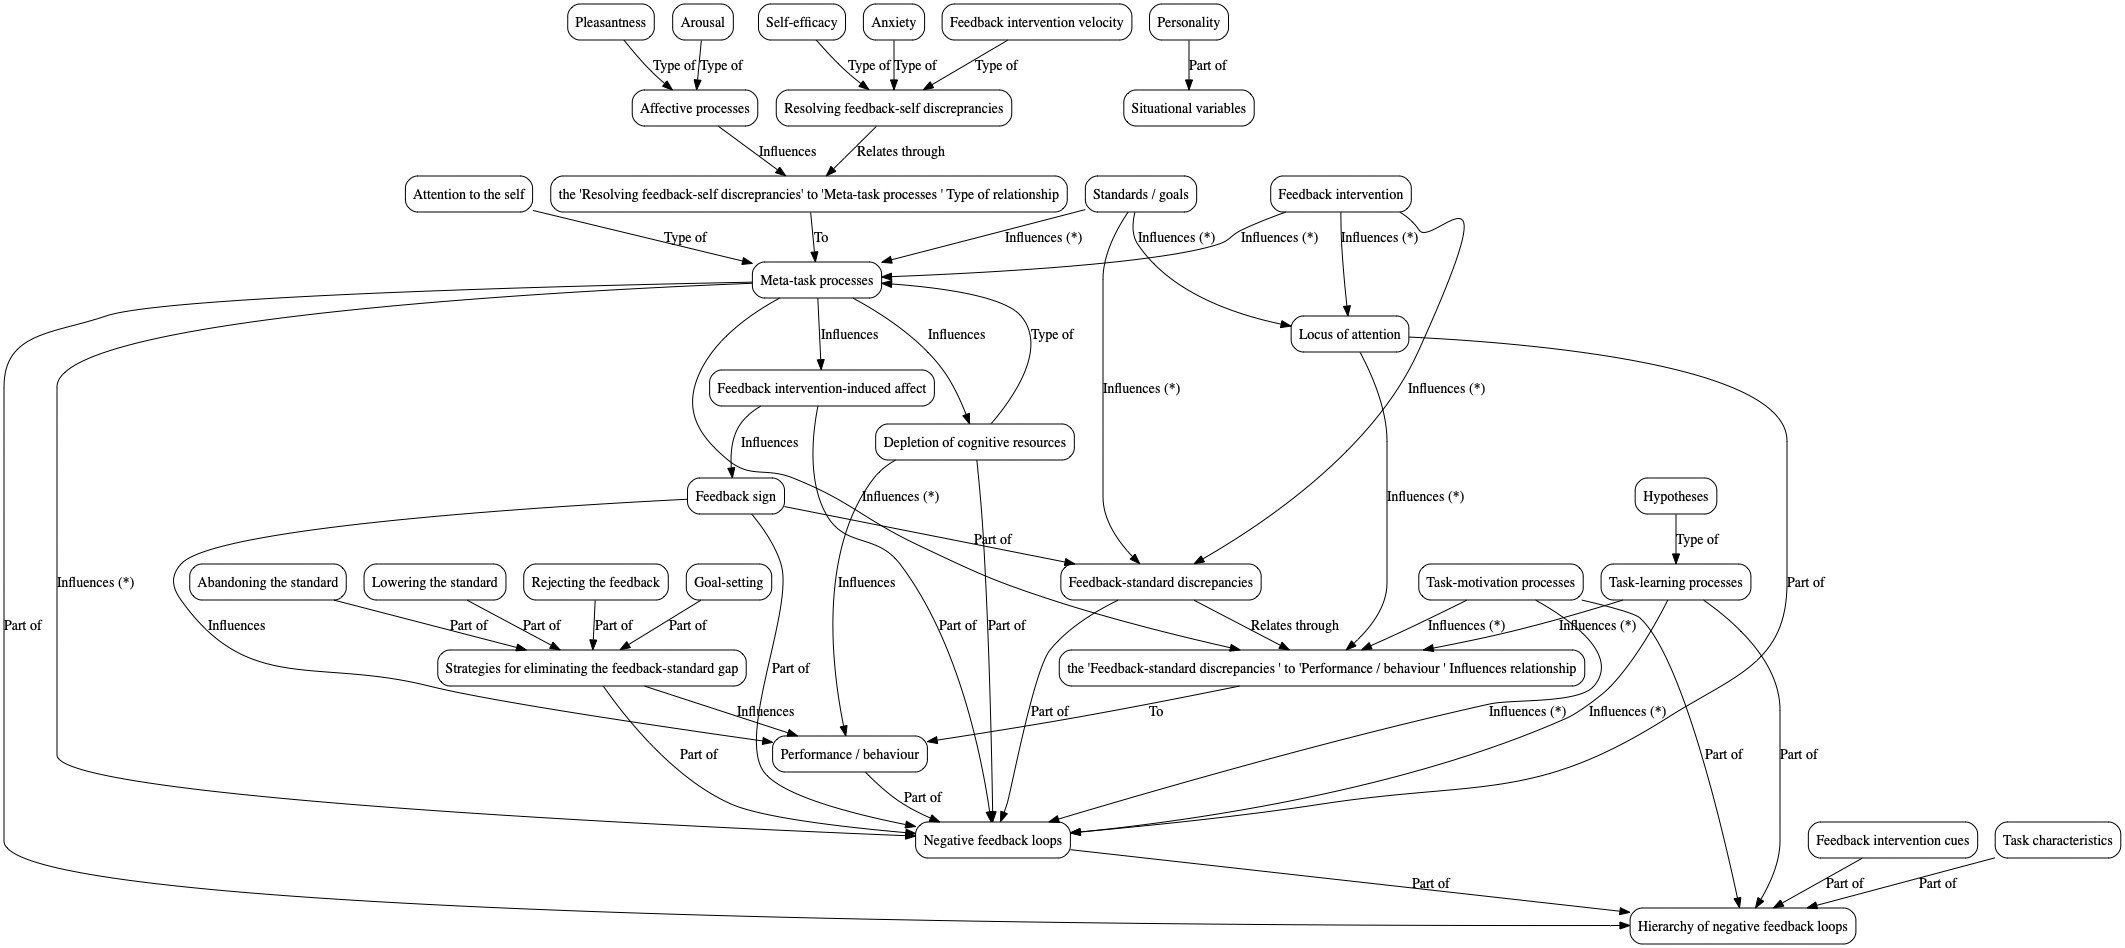 Pleasantness
Arousal
Self-efficacy
Anxiety
Feedback intervention velocity
Personality
Type of
Type of
Type of
Type of
Type of
Part of
Affective processes
Resolving feedback-self discreprancies
Situational variables
Influences
Relates through
Attention to the self
the 'Resolving feedback-self discreprancies' to 'Meta-task processes ' Type of relationship
Standards / goals
Feedback intervention
Type of
To
Influences (*)
Influences (*)
Influences (*)
Influences (*)
Meta-task processes
Influences
Influences
Type of
Locus of attention
Feedback intervention-induced affect
Influences (*)
Influences (*)
Influences
Depletion of cognitive resources
Feedback sign
Influences (*)
Influences (*)
Hypotheses
Part of
Type of
Influences (*)
Abandoning the standard
Lowering the standard
Rejecting the feedback
Goal-setting
Influences
Feedback-standard discrepancies
Task-motivation processes
Task-learning processes
Part of
Part of
Influences
Part of
Part of
Part of
Part of
Part of
Part of
Relates through
Influences (*)
Influences (*)
Strategies for eliminating the feedback-standard gap
Part of
the 'Feedback-standard discrepancies ' to 'Performance / behaviour ' Influences relationship
Influences
Part of
To
Influences (*)
Influences (*)
Part of
Performance / behaviour
Part of
Part of
Part of
Negative feedback loops
Feedback intervention cues
Task characteristics
Part of
Part of
Part of
Hierarchy of negative feedback loops